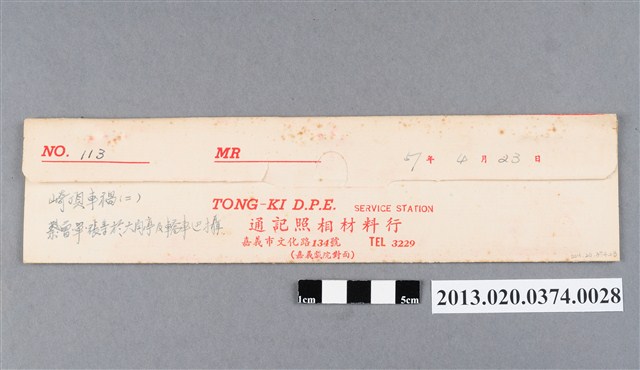 NO. 113 MR 57年4月23日
崎頂車禍(二)
TONG-KI D.P.E. SERVICE STATION
通記照相材料行
嘉義市文化路134號 TEL 3229
(嘉義戲院對面)
1cm 5cm
2013.020.0374.0028